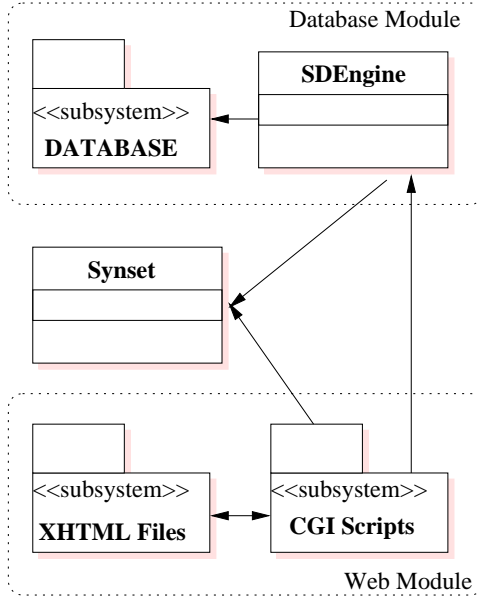 Database Module
SDEngine
<<subsystem>>
DATABASE
Synset
<<subsystem>>
XHTML Files
<<subsystem>>
CGI Scripts
Web Module